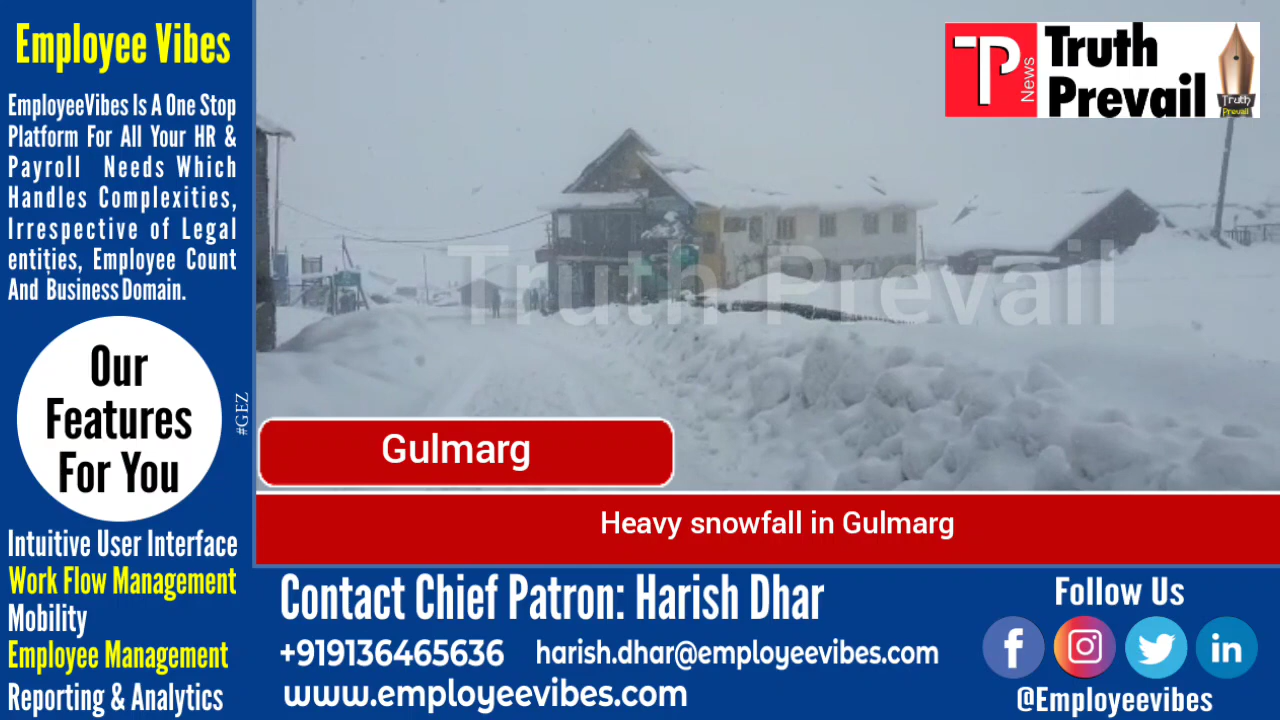 Employee Vibes
EmployeeVibes Is A One Stop
Platform For All Your HR &
Payroll Needs Which
Handles Complexities,
Irrespective of Legal
entities, Employee Count
And Business Domain.
Our
Features
For You
#GEZ
Intuitive User Interface
Work Flow Management
Mobility
Employee Management
Reporting & Analytics
TP News
Truth
Prevail
Truth
Prevail
Truth Prevail
Gulmarg
Heavy snowfall in Gulmarg
Contact Chief Patron: Harish Dhar
+919136465636 harish.dhar@employeevibes.com
www.employeevibes.com
Follow Us
f in
@Employeevibes